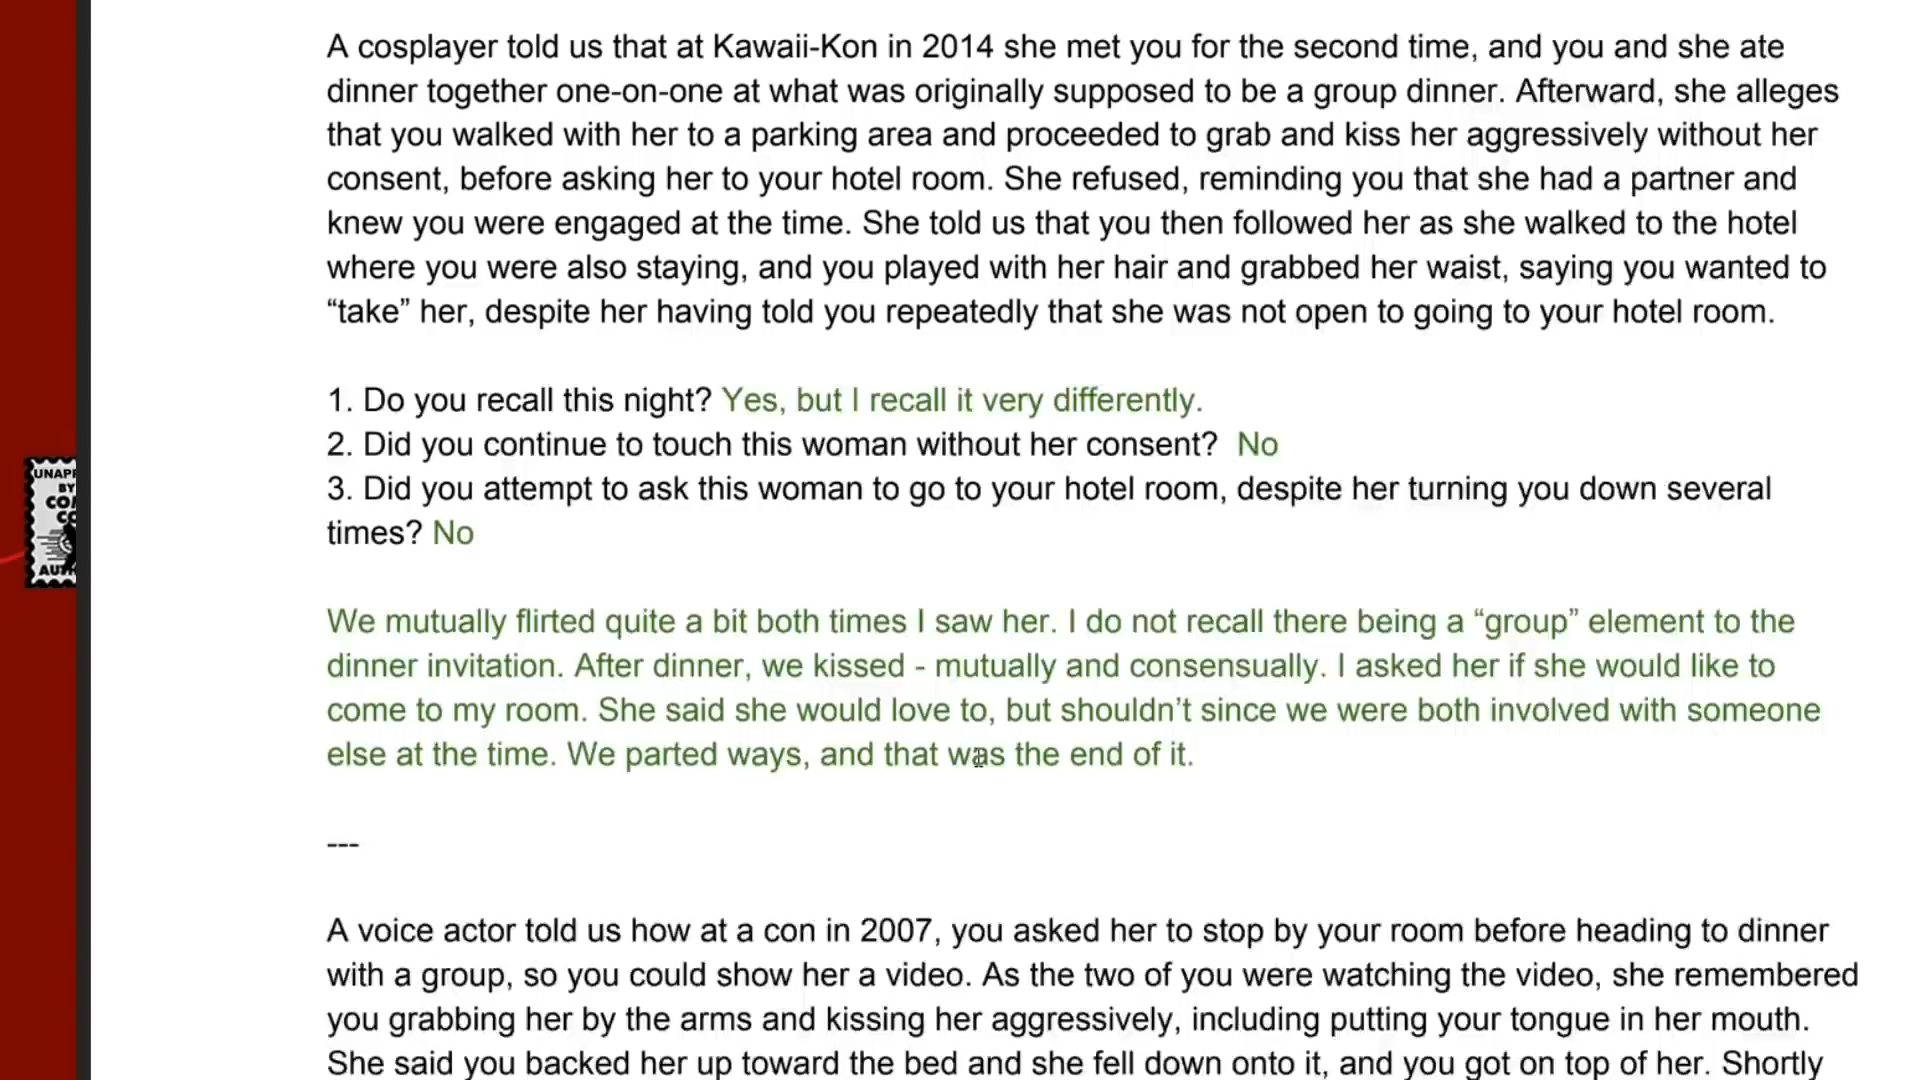 A cosplayer told us that at Kawaii-Kon in 2014 she met you for the second time, and you and she ate
dinner together one-on-one at what was originally supposed to be a group dinner. Afterward, she alleges
that you walked with her to a parking area and proceeded to grab and kiss her aggressively without her
consent, before asking her to your hotel room. She refused, reminding you that she had a partner and
knew you were engaged at the time. She told us that you then followed her as she walked to the hotel
where you were also staying, and you played with her hair and grabbed her waist, saying you wanted to
“take” her, despite her having told you repeatedly that she was not open to going to your hotel room.
1. Do you recall this night? Yes, but I recall it very differently.
2. Did you continue to touch this woman without her consent?  No
3. Did you attempt to ask this woman to go to your hotel room, despite her turning you down several
times? No
We mutually flirted quite a bit both times I saw her. I do not recall there being a “group” element to the
dinner invitation. After dinner, we kissed - mutually and consensually. I asked her if she would like to
come to my room. She said she would love to, but shouldn’t since we were both involved with someone
else at the time. We parted ways, and that was the end of it.
---
A voice actor told us how at a con in 2007, you asked her to stop by your room before heading to dinner
with a group, so you could show her a video. As the two of you were watching the video, she remembered
you grabbing her by the arms and kissing her aggressively, including putting your tongue in her mouth.
She said you backed her up toward the bed and she fell down onto it, and you got on top of her. Shortly
UNAP
BY
CO
CO
AU